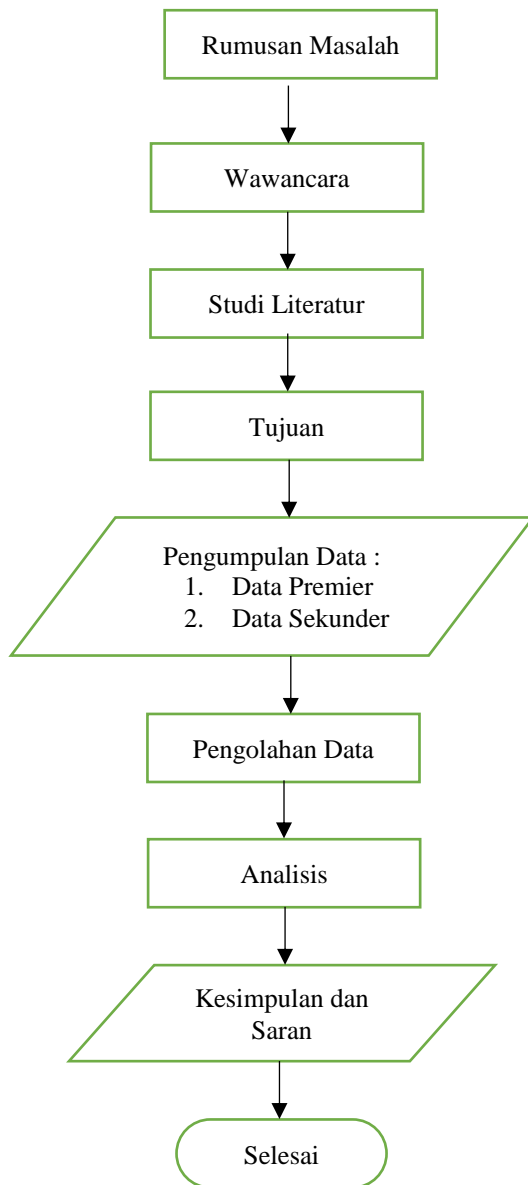 Rumusan Masalah
Wawancara
Studi Literatur
Tujuan
Pengumpulan Data :
1. Data Premier
2. Data Sekunder
Pengolahan Data
Analisis
Kesimpulan dan
Saran
Selesai